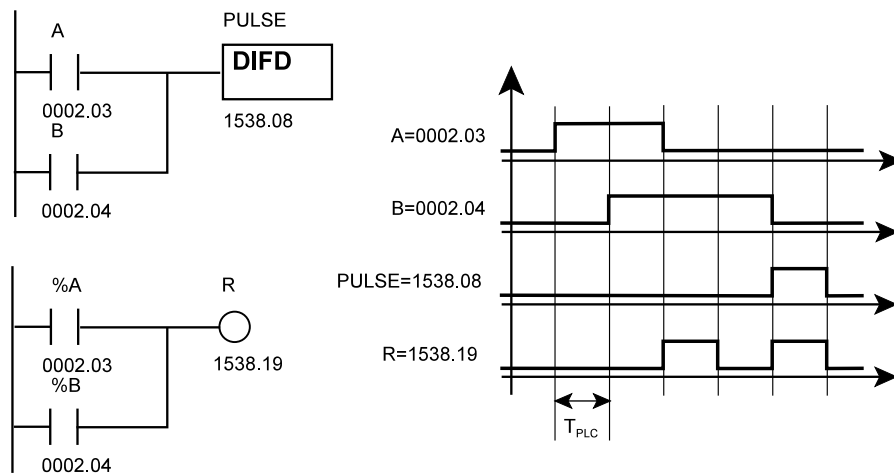 A
PULSE
DIFD
0002.03
1538.08
B
0002.04
%A
R
0002.03
1538.19
%B
0002.04
A=0002.03
B=0002.04
PULSE=1538.08
R=1538.19
TPLC